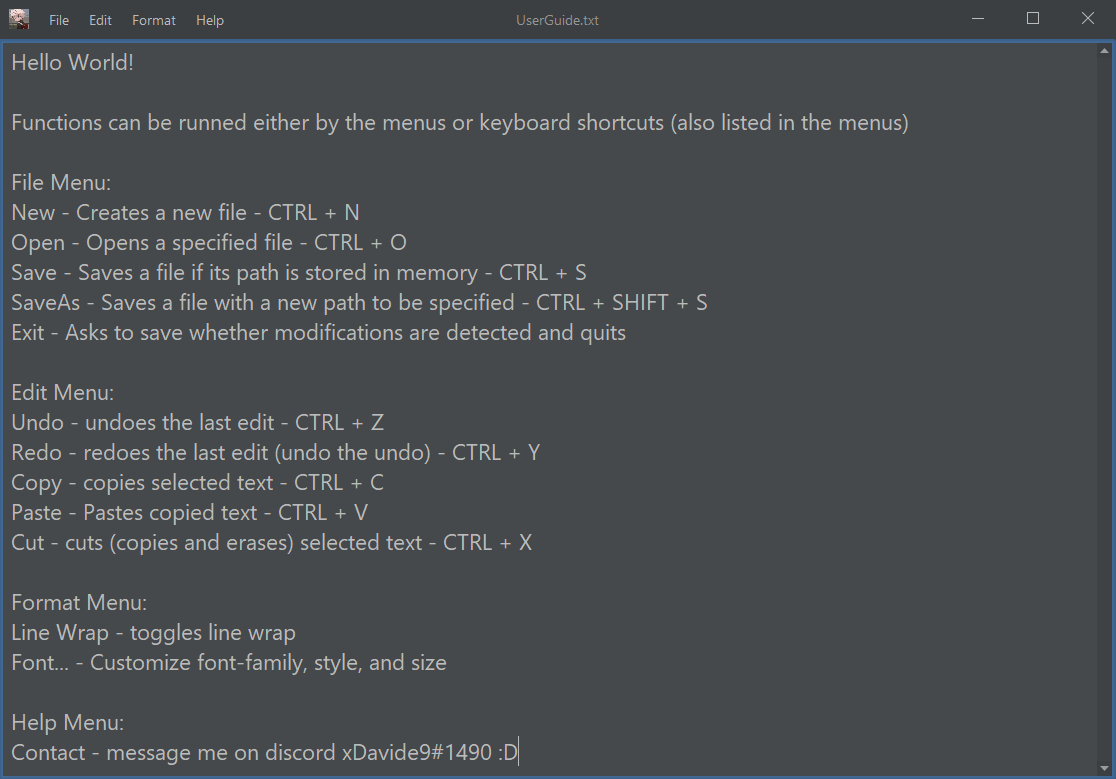 File Edit Format Help UserGuide.txt
Hello World!
Functions can be runned either by the menus or keyboard shortcuts (also listed in the menus)
File Menu:
New - Creates a new file - CTRL + N
Open - Opens a specified file - CTRL + O
Save - Saves a file if its path is stored in memory - CTRL + S
SaveAs - Saves a file with a new path to be specified - CTRL + SHIFT + S
Exit - Asks to save whether modifications are detected and quits
Edit Menu:
Undo - undoes the last edit - CTRL + Z
Redo - redoes the last edit (undo the undo) - CTRL + Y
Copy - copies selected text - CTRL + C
Paste - Pastes copied text - CTRL + V
Cut - cuts (copies and erases) selected text - CTRL + X
Format Menu:
Line Wrap - toggles line wrap
Font... - Customize font-family, style, and size
Help Menu:
Contact - message me on discord xDavide9#1490 :D